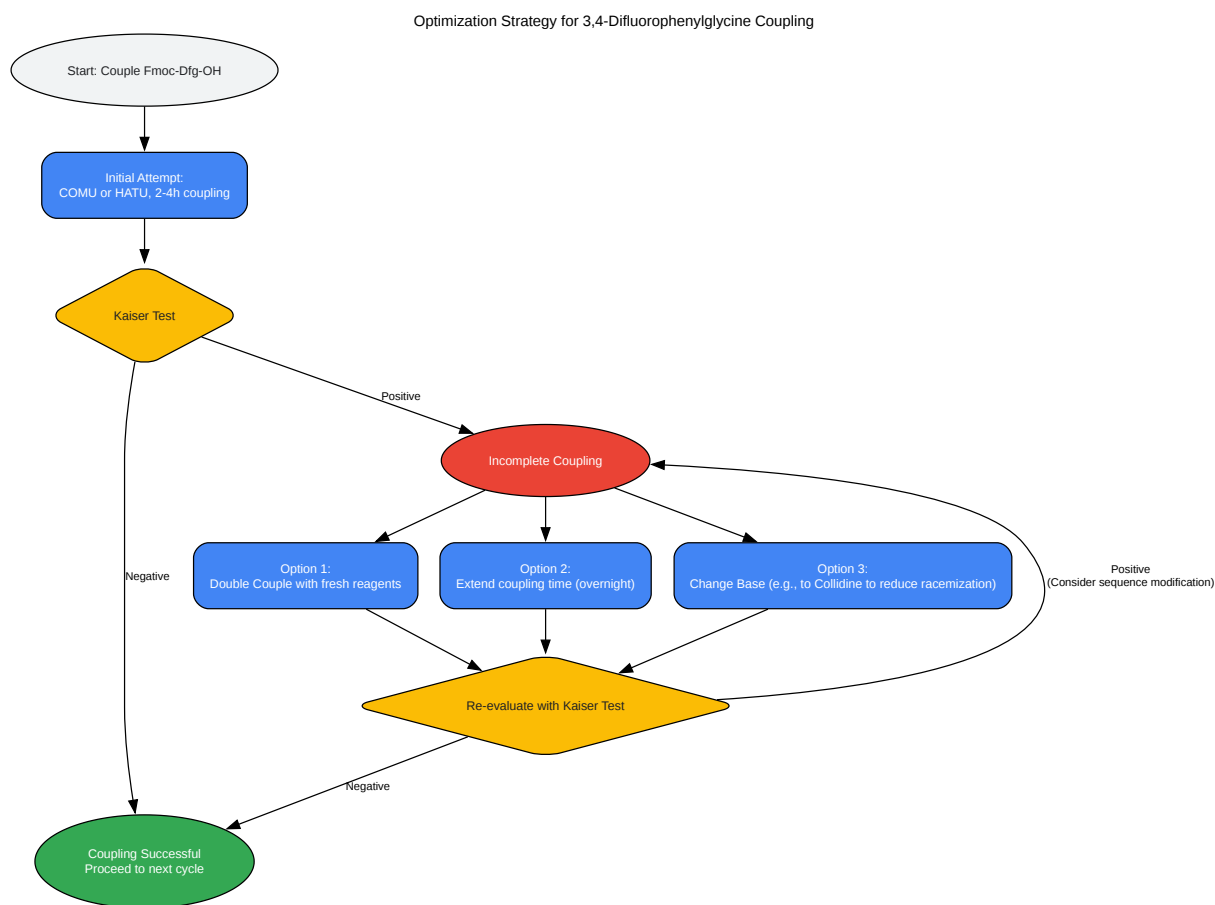 Optimization Strategy for 3,4-Difluorophenylglycine Coupling
Start: Couple Fmoc-Dfg-OH
Initial Attempt:
COMU or HATU, 2-4h coupling
Kaiser Test
Positive
Incomplete Coupling
Negative
Option 1:
Double Couple with fresh reagents
Option 2:
Extend coupling time (overnight)
Option 3:
Change Base (e.g., to Collidine to reduce racemization)
Positive
(Consider sequence modification)
Re-evaluate with Kaiser Test
Negative
Coupling Successful
Proceed to next cycle